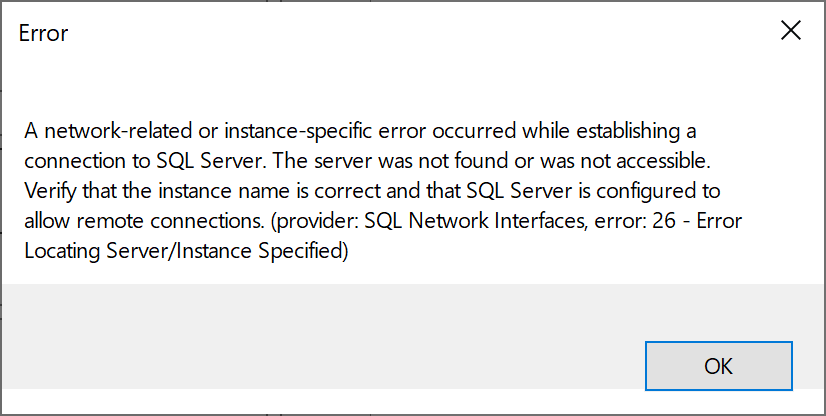 Error
A network-related or instance-specific error occurred while establishing a
connection to SQL Server. The server was not found or was not accessible.
Verify that the instance name is correct and that SQL Server is configured to
allow remote connections. (provider: SQL Network Interfaces, error: 26 - Error
Locating Server/Instance Specified)
OK